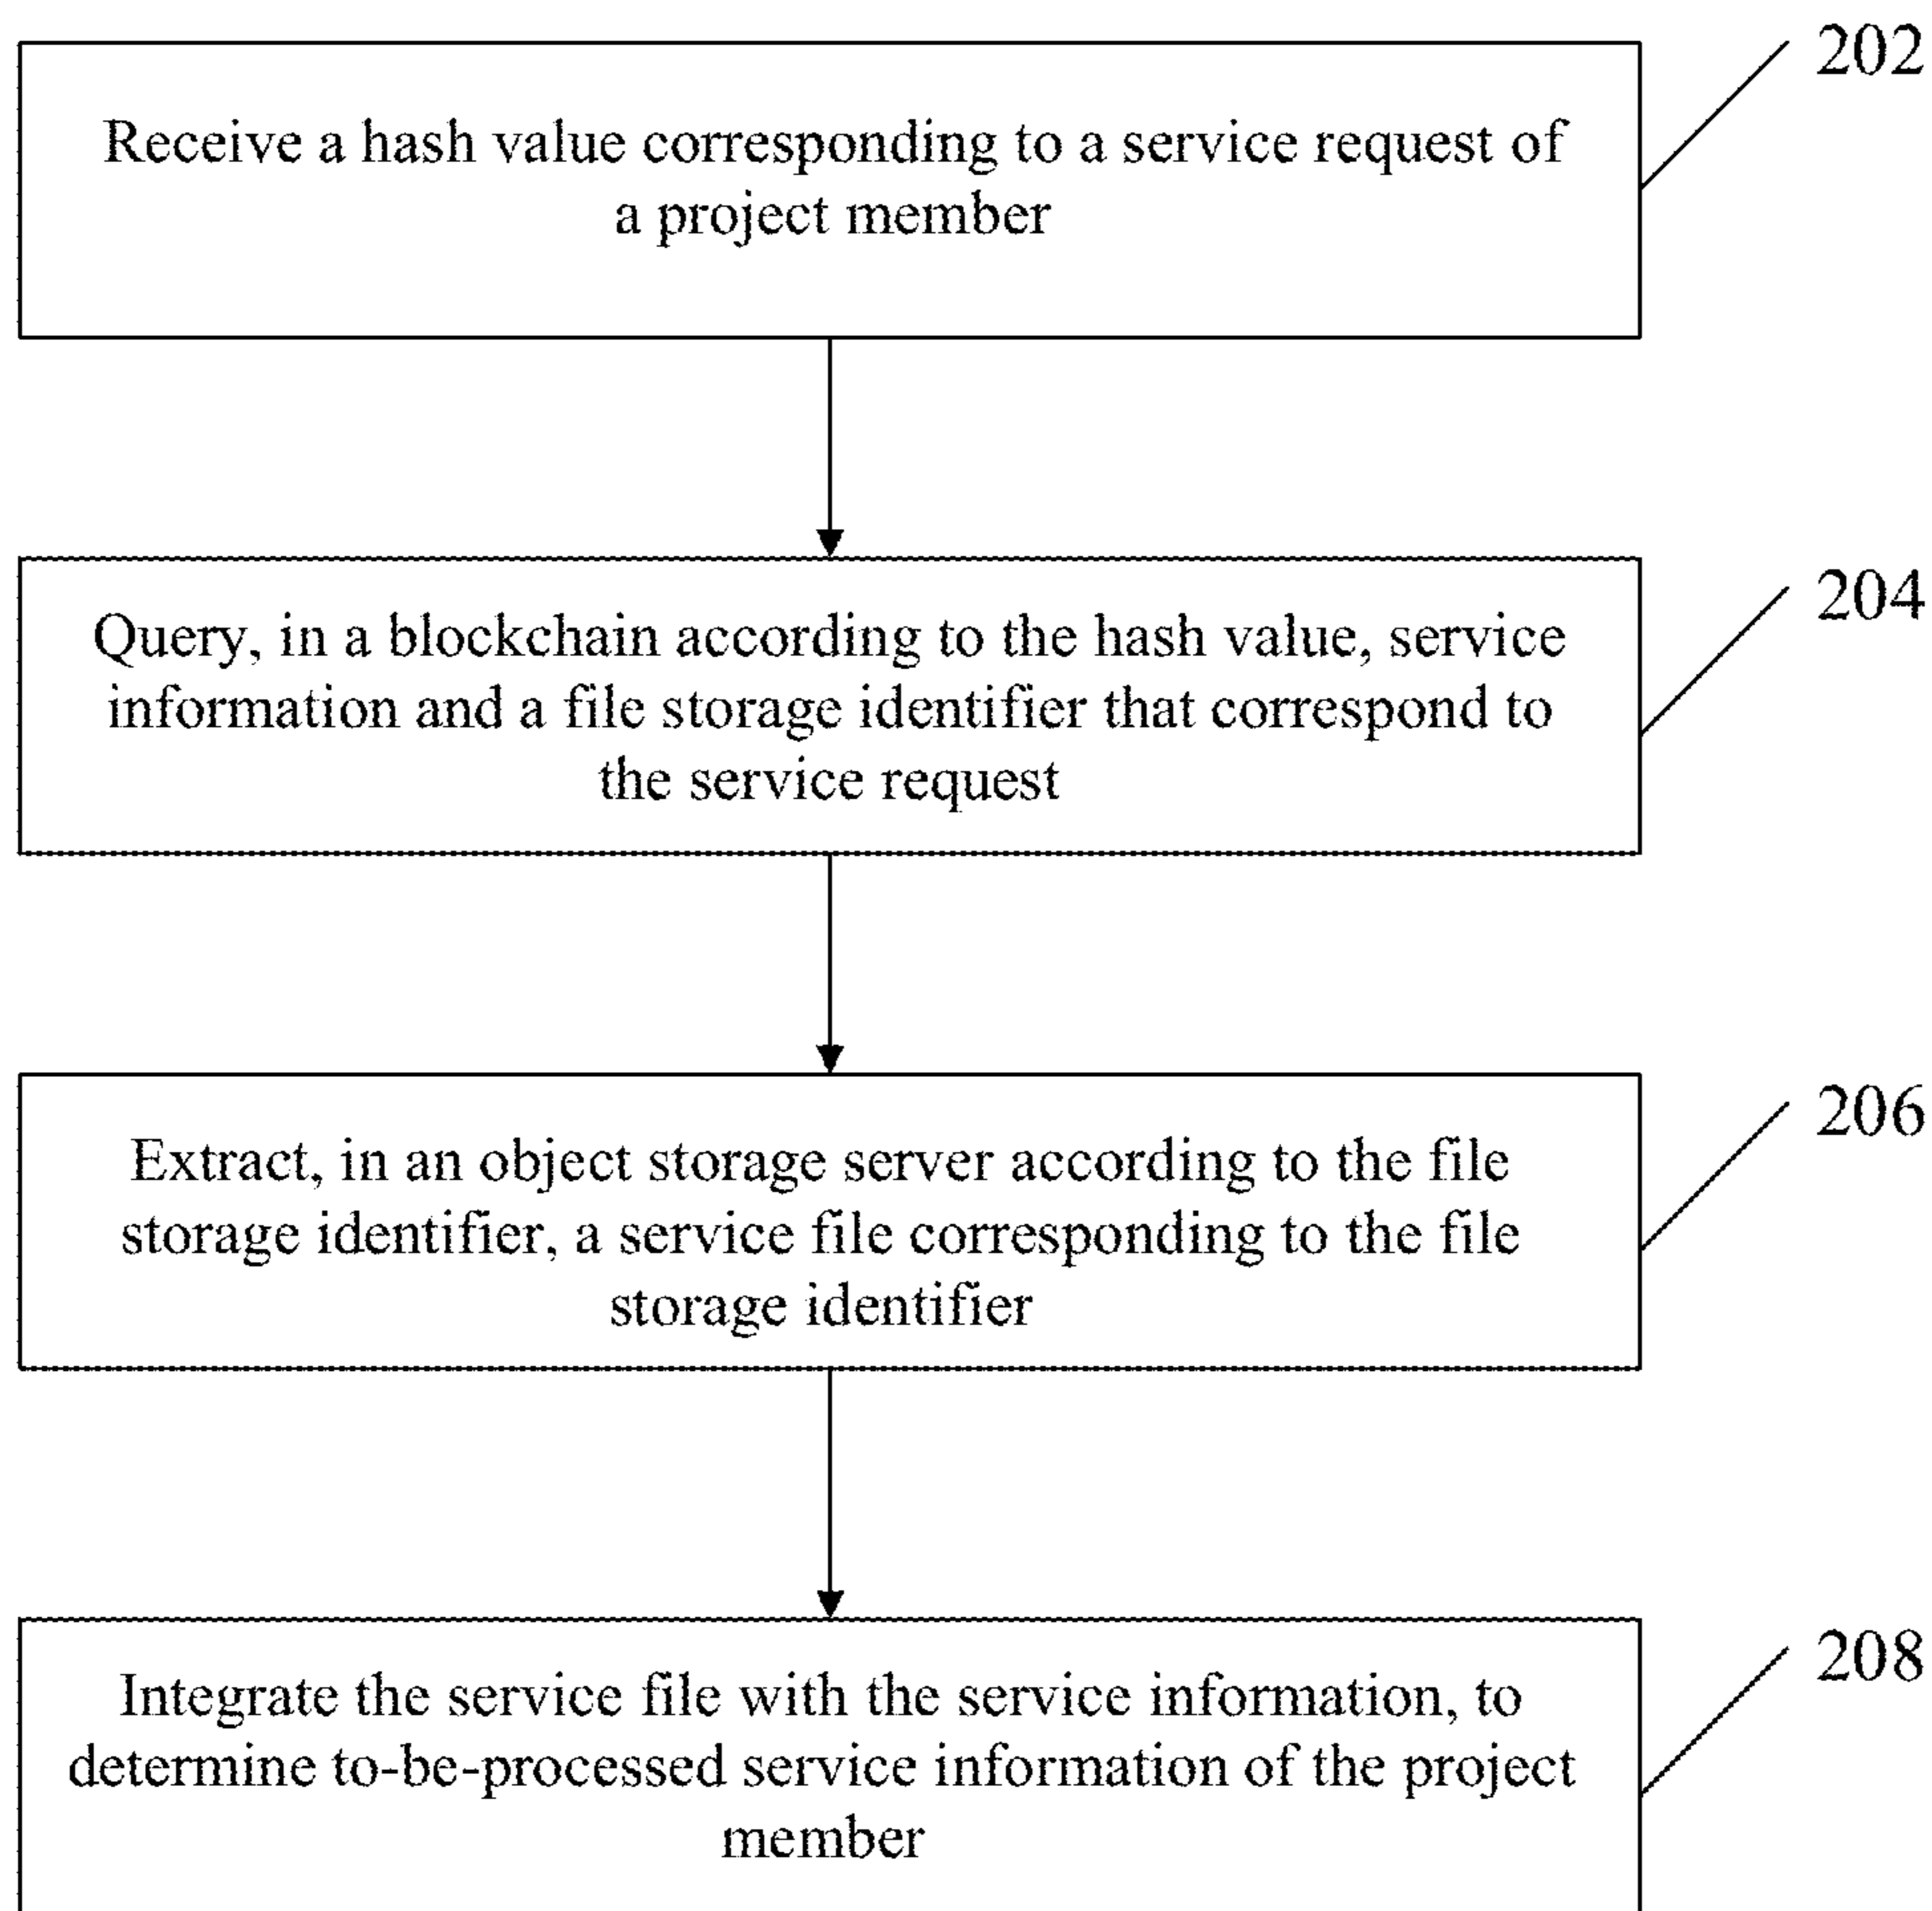 202
Receive a hash value corresponding to a service request of
a project member
204
Query, in a blockchain according to the hash value, service
information and a file storage identifier that correspond to
the service request
206
Extract, in an object storage server according to the file
storage identifier, a service file corresponding to the file
storage identifier
208
Integrate the service file with the service information, to
determine to-be-processed service information of the project
member